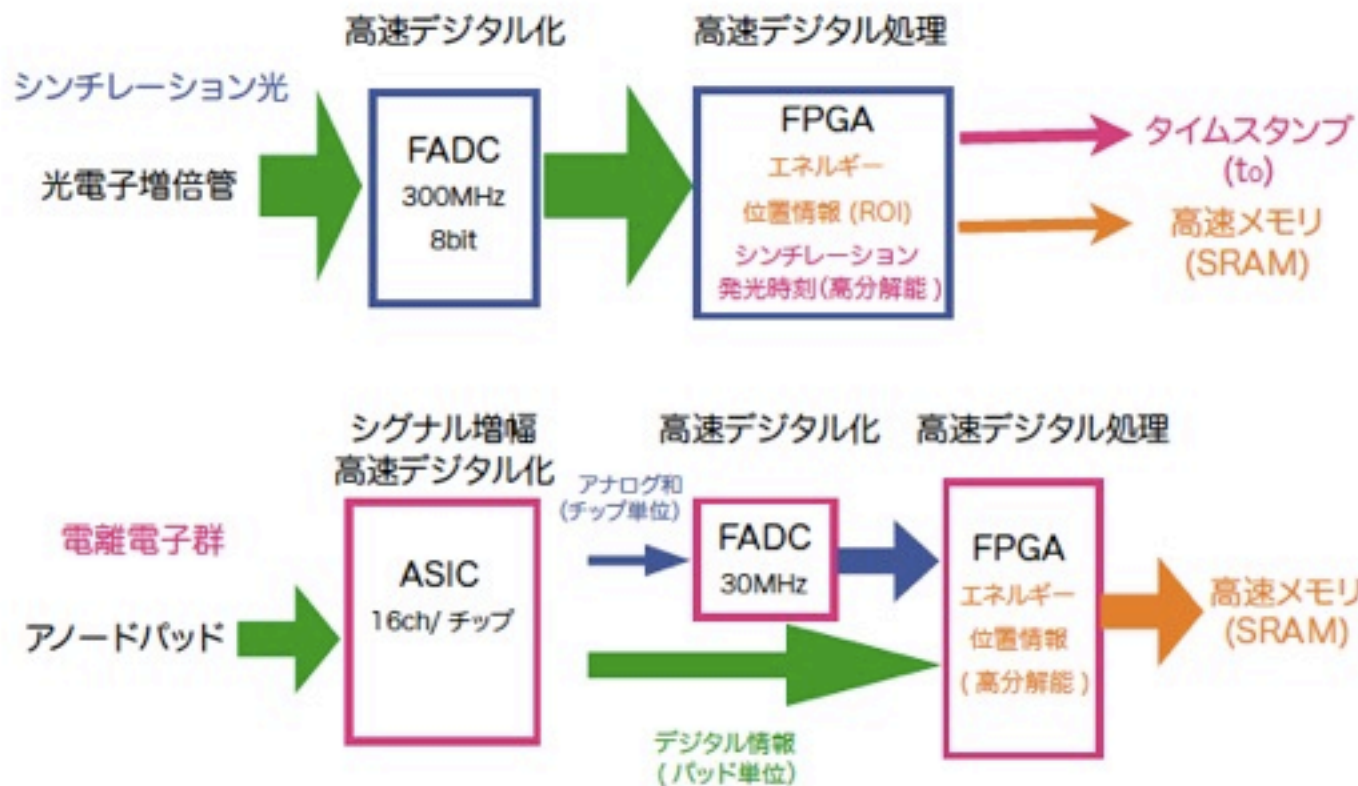 高速デジタル化
高速デジタル処理
シンチレーション光
光電子増倍管
FADC
300MHz
8bit
FPGA
エネルギー
位置情報 (ROI)
シンチレーション
発光時刻(高分解能 )
タイムスタンプ
(t₀)
高速メモリ
(SRAM)
シグナル増幅
高速デジタル化
高速デジタル化
高速デジタル処理
電離電子群
アノードパッド
ASIC
16ch/ チップ
アナログ和
(チップ単位)
FADC
30MHz
デジタル情報
( パッド単位)
FPGA
エネルギー
位置情報
( 高分解能 )
高速メモリ
(SRAM)